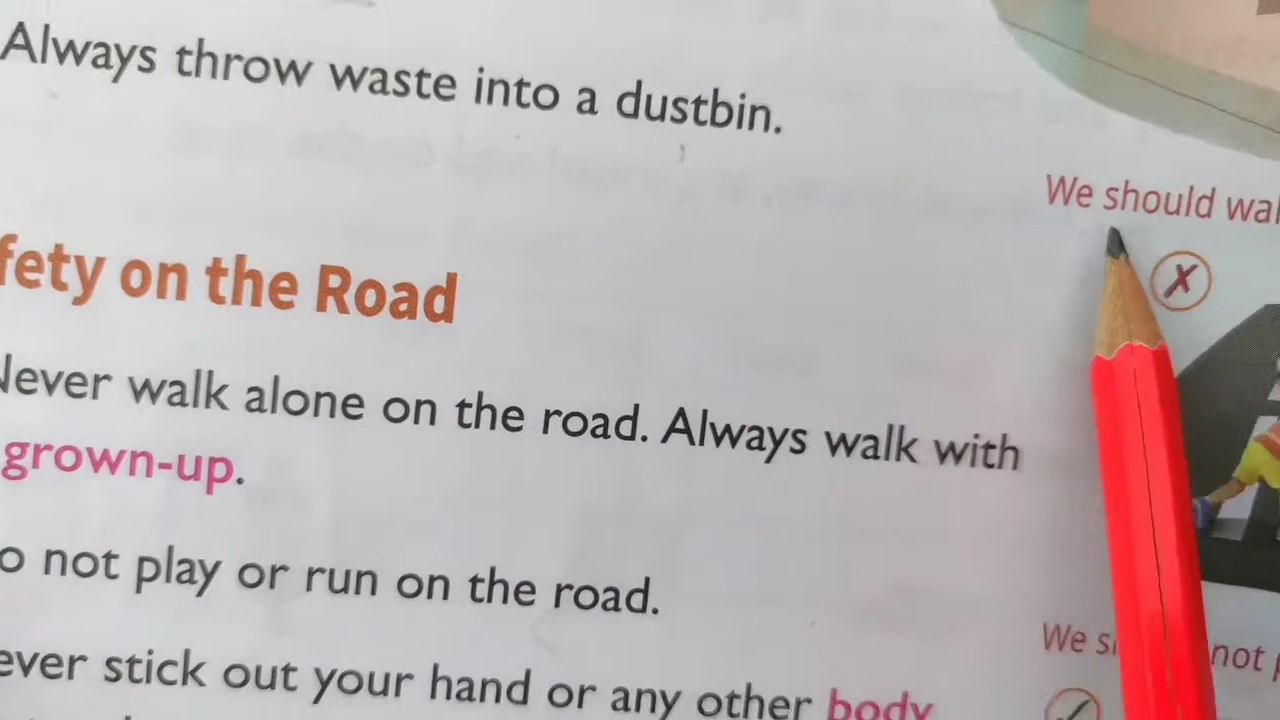 Always throw waste into a dustbin.
We should wal
fety on the Road
Never walk alone on the road. Always walk with
grown-up.
o not play or run on the road.
We s not
ever stick out your hand or any other body